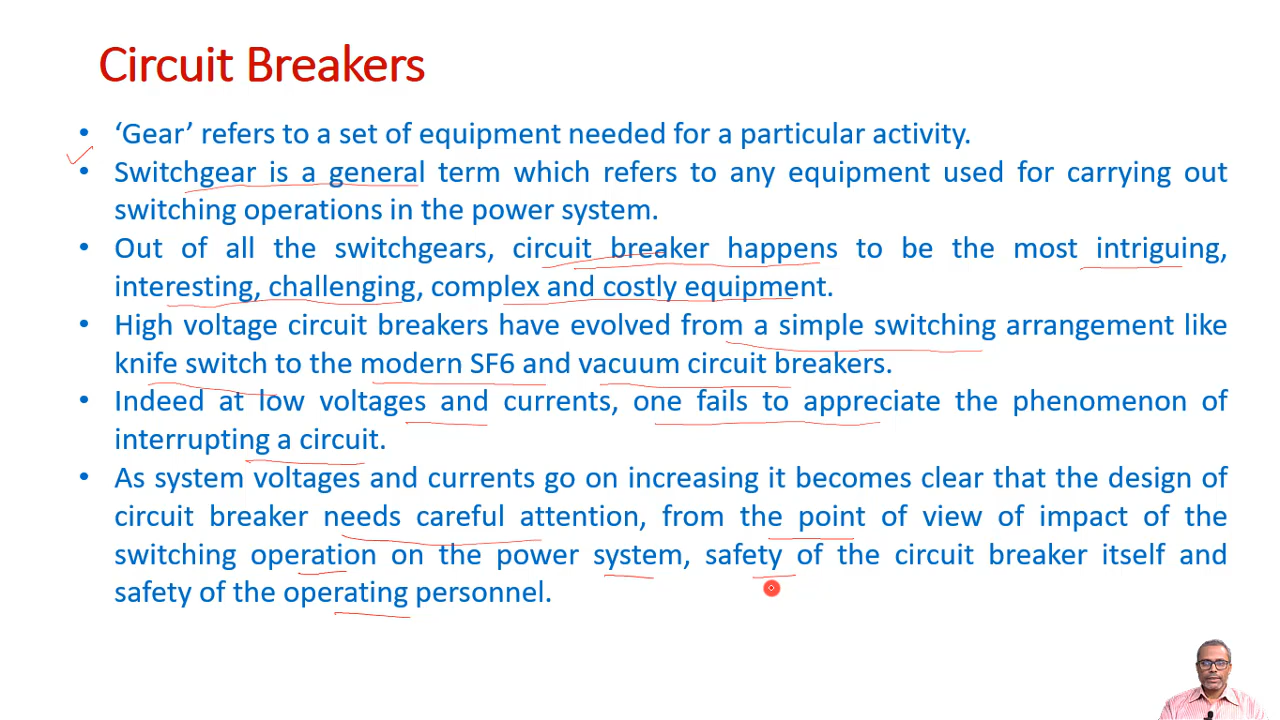 Circuit Breakers
• ‘Gear’ refers to a set of equipment needed for a particular activity.
• Switchgear is a general term which refers to any equipment used for carrying out
switching operations in the power system.
• Out of all the switchgears, circuit breaker happens to be the most intriguing,
interesting, challenging, complex and costly equipment.
• High voltage circuit breakers have evolved from a simple switching arrangement like
knife switch to the modern SF6 and vacuum circuit breakers.
• Indeed at low voltages and currents, one fails to appreciate the phenomenon of
interrupting a circuit.
• As system voltages and currents go on increasing it becomes clear that the design of
circuit breaker needs careful attention, from the point of view of impact of the
switching operation on the power system, safety of the circuit breaker itself and
safety of the operating personnel.